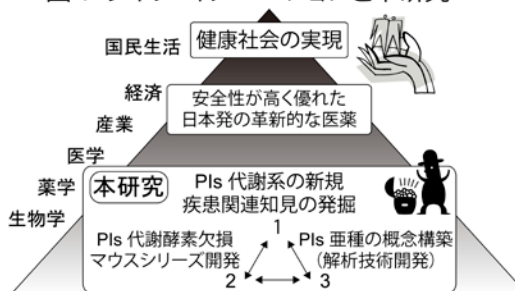 国民生活
健康社会の実現
経済
産業
安全性が高く優れた
日本発の革新的な医薬
医学
薬学
生物学
本研究
PIs 代謝系の新規
疾患関連知見の発掘
1
PIs 代謝酵素欠損
マウスシリーズ開発
2
PIs 亜種の概念構築
(解析技術開発)
3